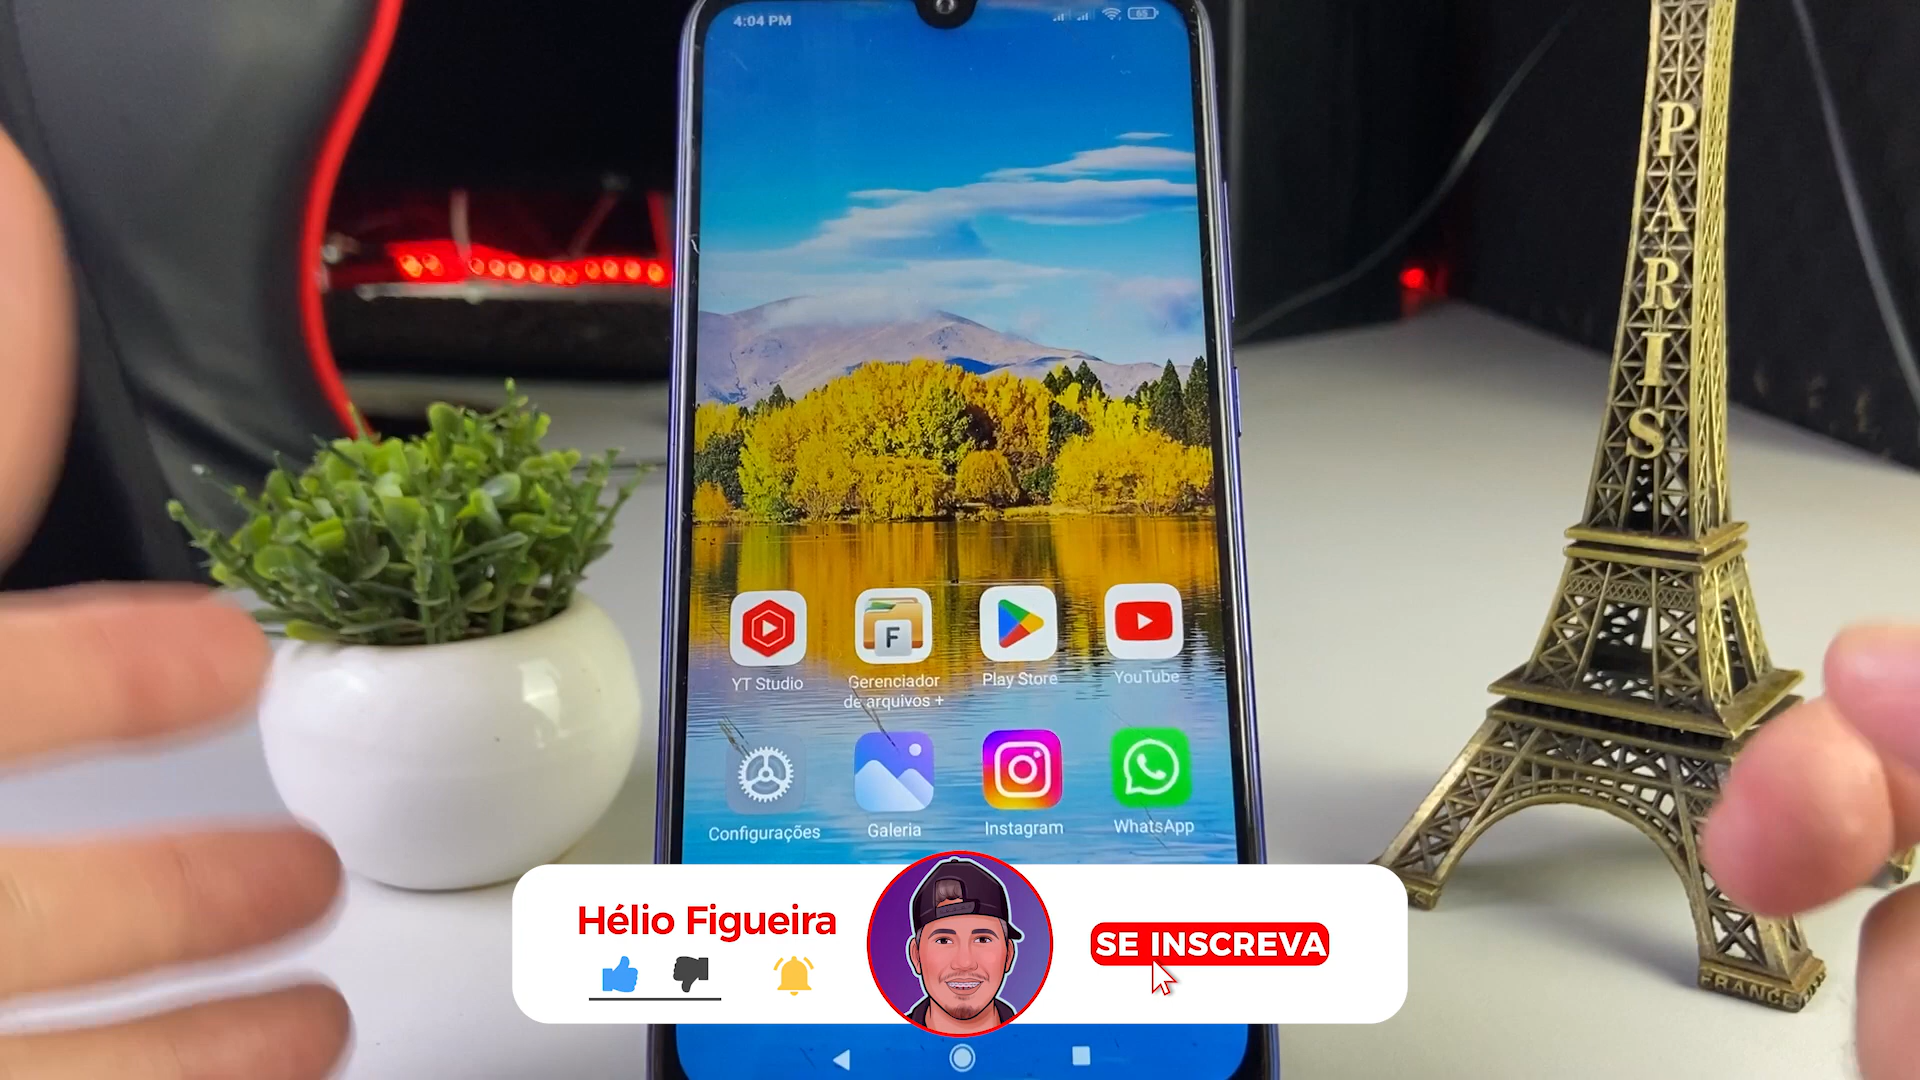 4:04 PM
65
PARIS
F
YT Studio
Gerenciador
de arquivos +
Play Store
YouTube
Configurações
Galeria
Instagram
WhatsApp
Hélio Figueira
SE INSCREVA
FRANCE